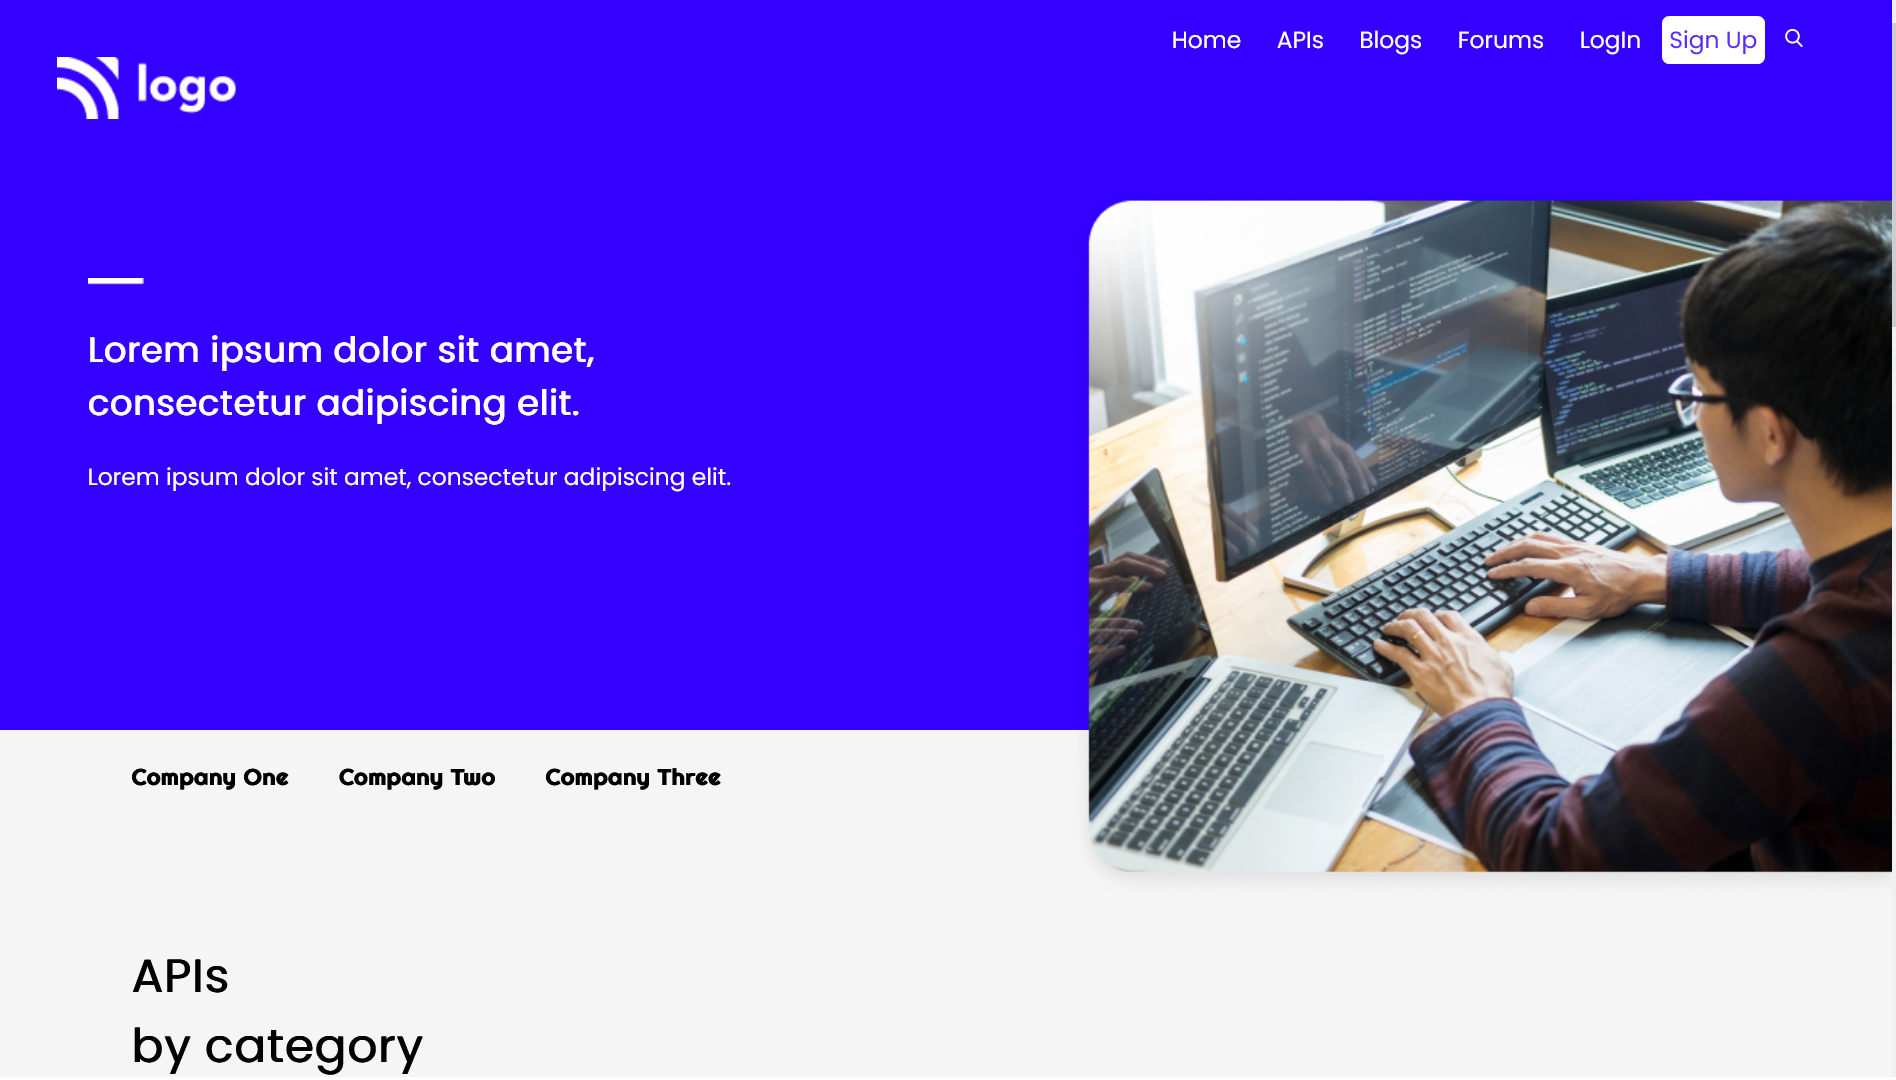 Home APIs Blogs Forums LogIn Sign Up
logo
Lorem ipsum dolor sit amet,
consectetur adipiscing elit.
Lorem ipsum dolor sit amet, consectetur adipiscing elit.
Company One Company Two Company Three
APIs
by category